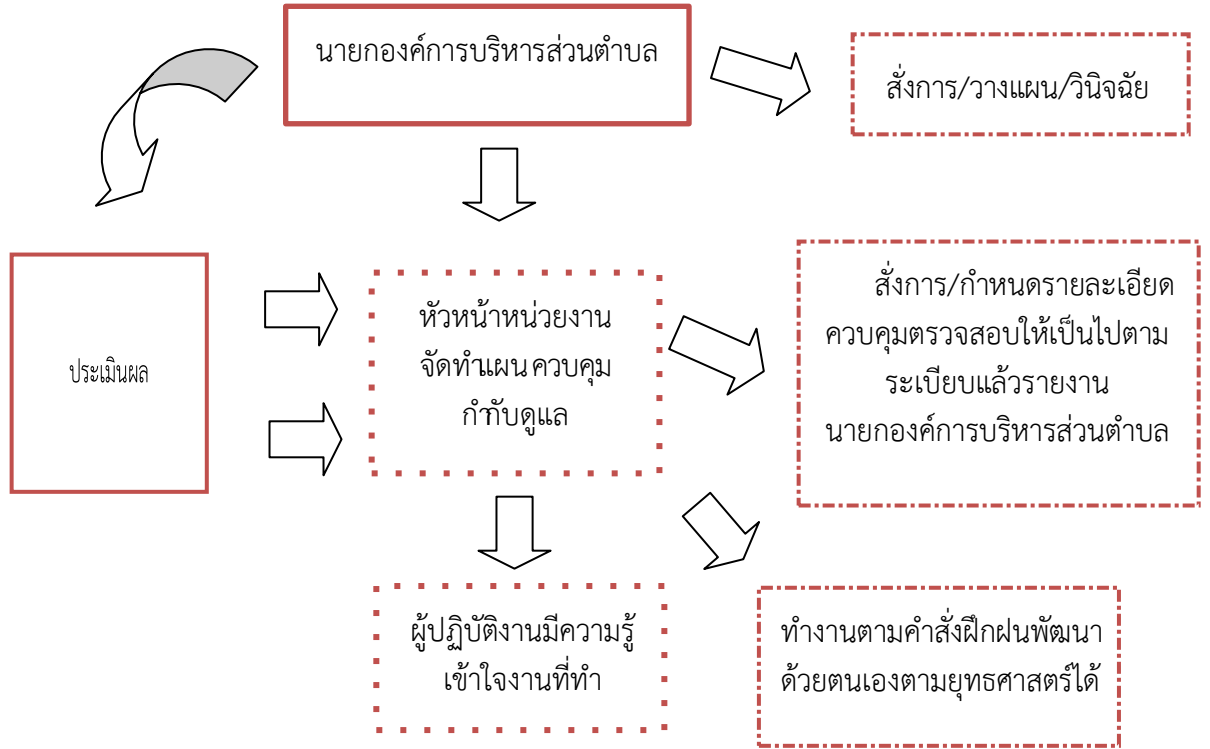 นายกองค์การบริหารส่วนตำบล
สั่งการ/วางแผน/วินิจฉัย
ประเมินผล
หัวหน้าหน่วยงาน
จัดทำแผน ควบคุม
กำกับดูแล
สั่งการ/กำหนดรายละเอียด
ควบคุมตรวจสอบให้เป็นไปตาม
ระเบียบแล้วรายงาน
นายกองค์การบริหารส่วนตำบล
ผู้ปฏิบัติงานมีความรู้
เข้าใจงานที่ทำ
ทำงานตามคำสั่งฝึกฝนพัฒนา
ด้วยตนเองตามยุทธศาสตร์ได้